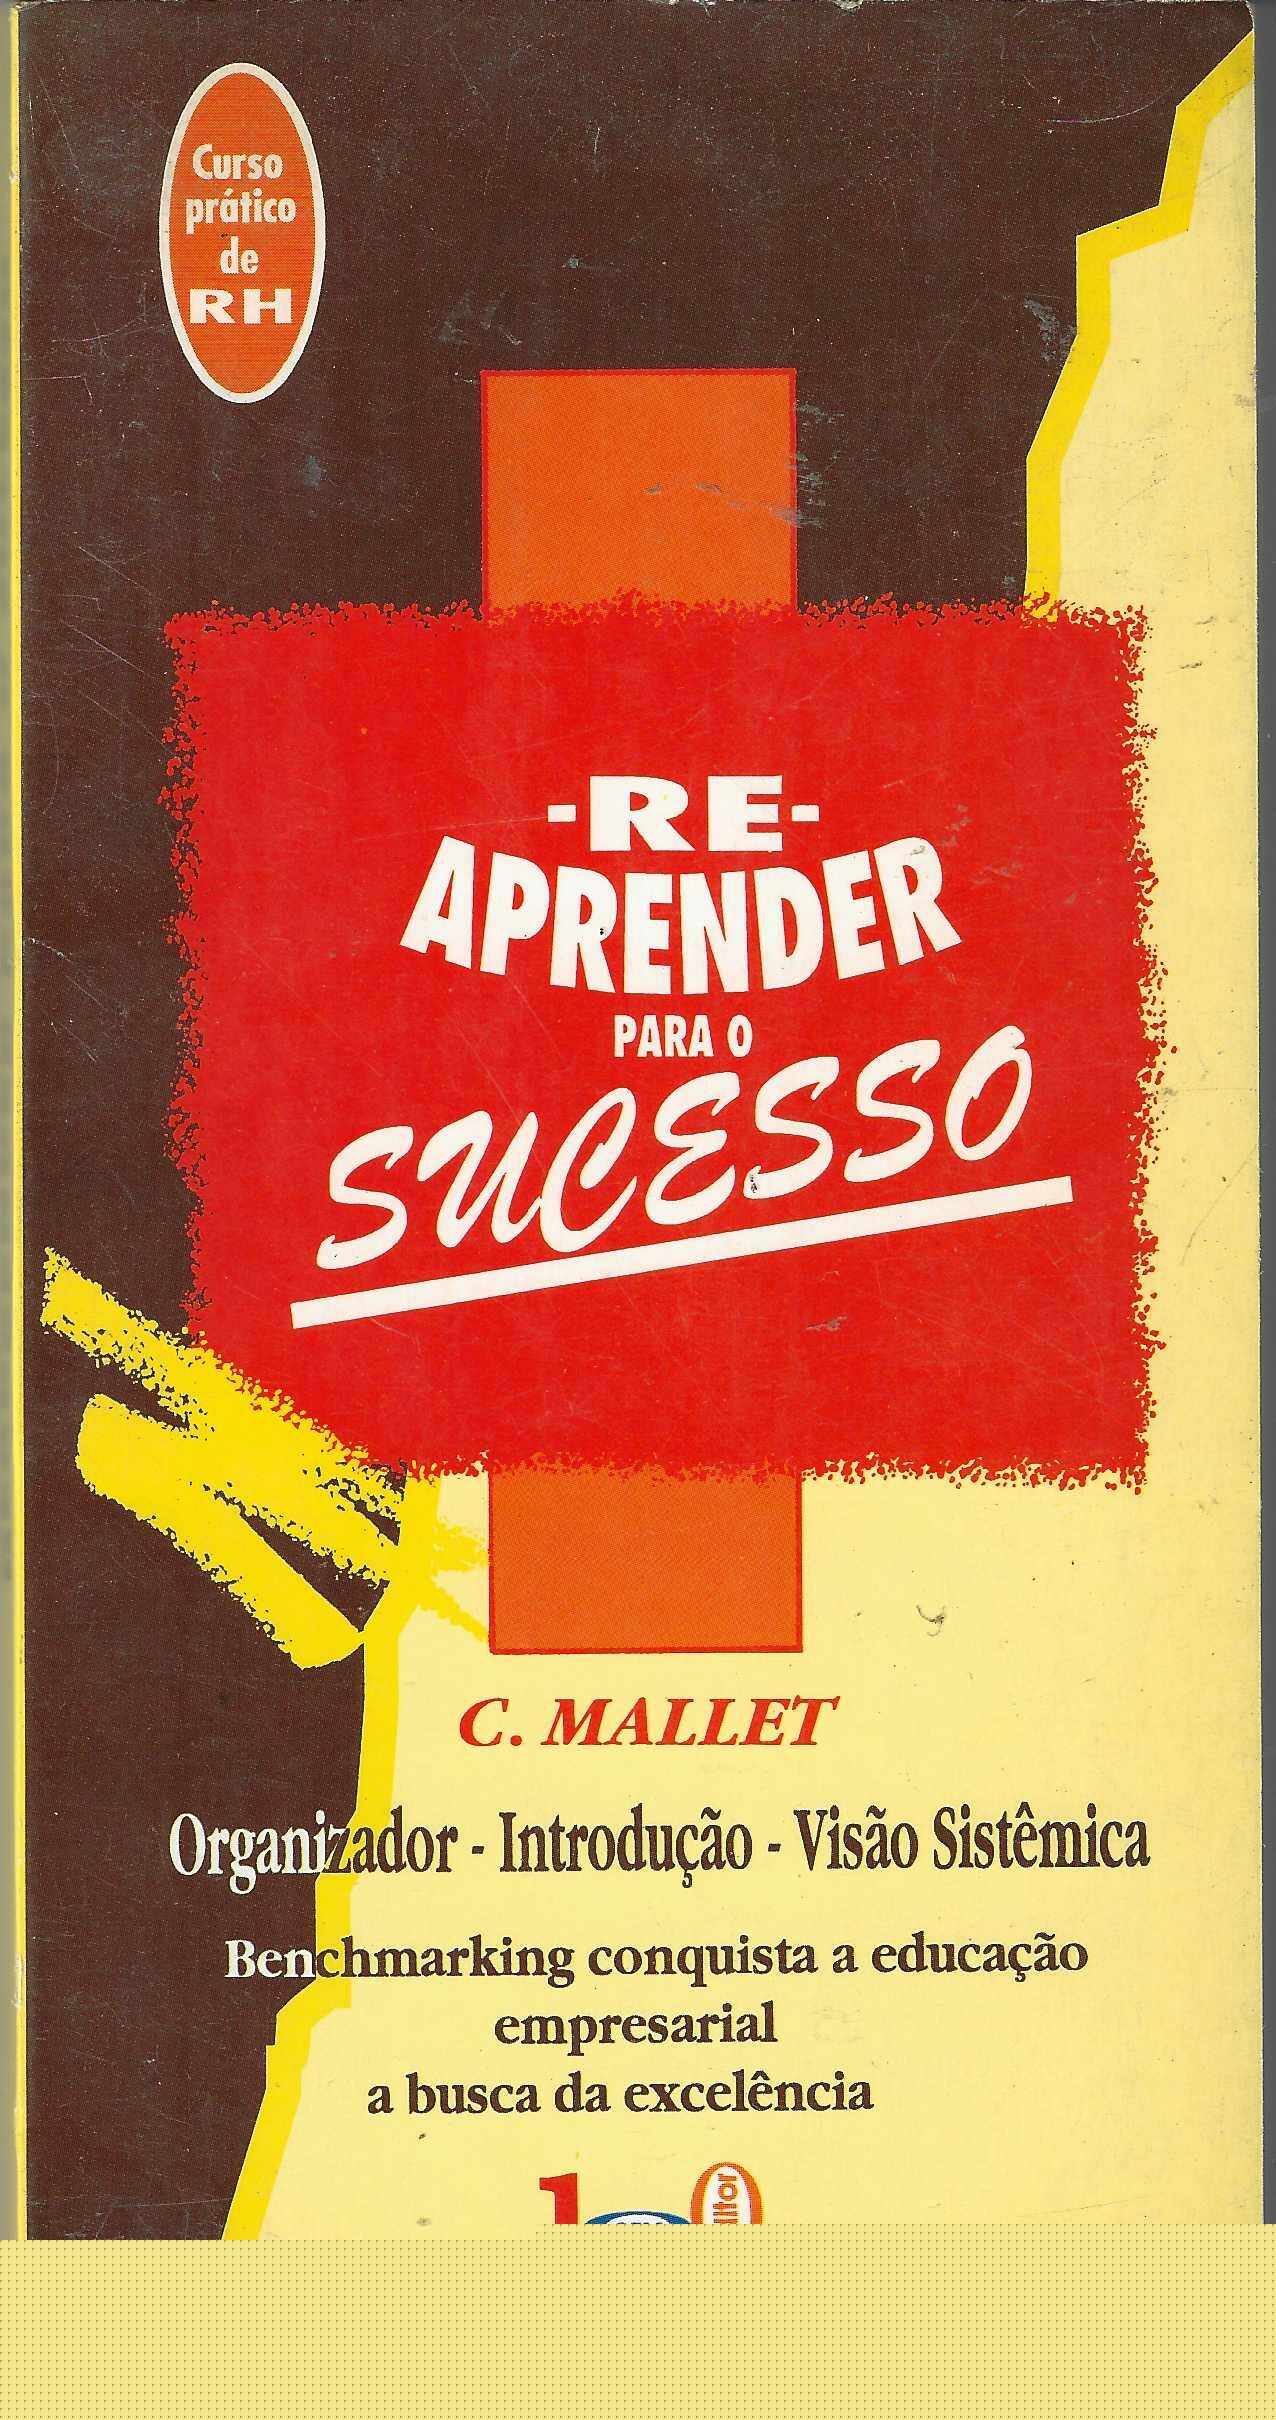 Curso
prático
de
RH
-RE-
APRENDER
PARA O
SUCESSO
C. MALLET
Organizador - Introdução - Visão Sistêmica
Benchmarking conquista a educação
empresarial
a busca da excelência